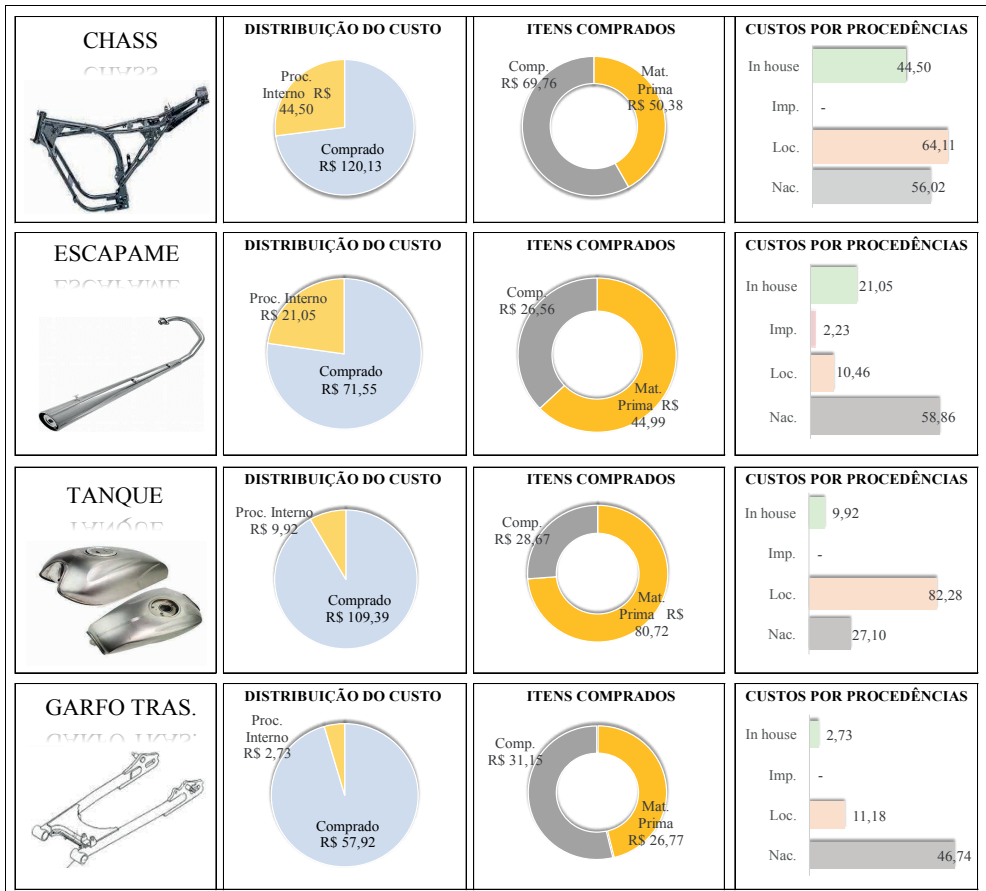 CHASS
DISTRIBUIÇÃO DO CUSTO
Proc.
Interno R$
44,50
Comprado
R$ 120,13
ITENS COMPRADOS
Comp.
R$ 69,76
Mat.
Prima
R$ 50,38
CUSTOS POR PROCEDÊNCIAS
In house
44,50
Imp.
-
Loc.
64,11
Nac.
56,02
ESCAPAME
DISTRIBUIÇÃO DO CUSTO
Proc. Interno
R$ 21,05
Comprado
R$ 71,55
ITENS COMPRADOS
Comp.
R$ 26,56
Mat.
Prima R$
44,99
CUSTOS POR PROCEDÊNCIAS
In house
21,05
Imp.
2,23
Loc.
10,46
Nac.
58,86
TANQUE
DISTRIBUIÇÃO DO CUSTO
Proc. Interno
R$ 9,92
Comprado
R$ 109,39
ITENS COMPRADOS
Comp.
R$ 28,67
Mat.
Prima R$
80,72
CUSTOS POR PROCEDÊNCIAS
In house
9,92
Imp.
-
Loc.
82,28
Nac.
27,10
GARFO TRAS.
DISTRIBUIÇÃO DO CUSTO
Proc.
Interno
R$ 2,73
Comprado
R$ 57,92
ITENS COMPRADOS
Comp.
R$ 31,15
Mat.
Prima
R$ 26,77
CUSTOS POR PROCEDÊNCIAS
In house
2,73
Imp.
-
Loc.
11,18
Nac.
46,74